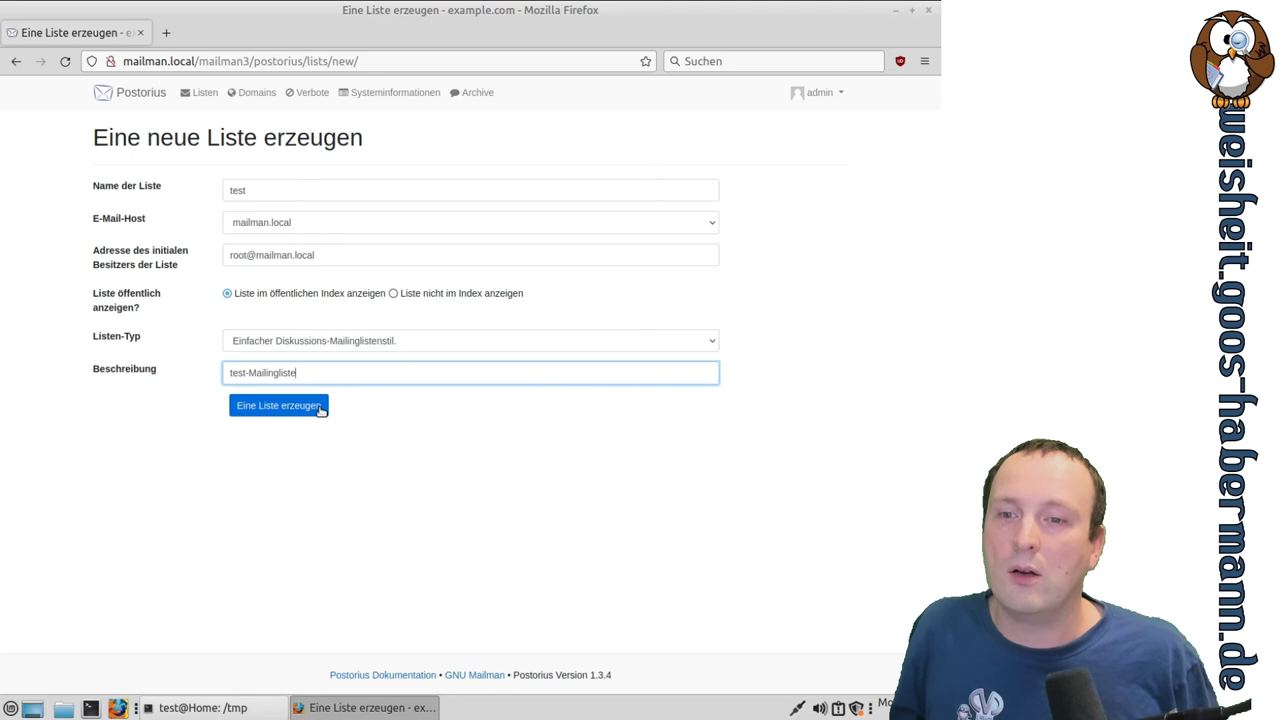 Eine Liste erzeugen - example.com - Mozilla Firefox
Eine Liste erzeugen - e
mailman.local/mailman3/postorius/lists/new/
Suchen
Postorius
Listen
Domains
Verbote
Systeminformationen
Archive
admin
Eine neue Liste erzeugen
Name der Liste
test
E-Mail-Host
mailman.local
Adresse des initialen
Besitzers der Liste
root@mailman.local
Liste öffentlich
anzeigen?
Liste im öffentlichen Index anzeigen
Liste nicht im Index anzeigen
Listen-Typ
Einfacher Diskussions-Mailinglistenstil.
Beschreibung
test-Mailingliste
Eine Liste erzeugen
Postorius Dokumentation • GNU Mailman • Postorius Version 1.3.4
test@Home: /tmp
Eine Liste erzeugen - ex...
Mo
weisheit.goos-habermann.de